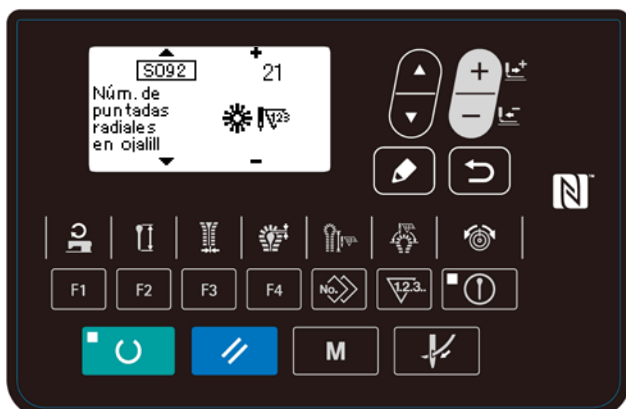 S092
+
21
Núm. de
puntadas
radiales
en ojalill
−
+
+
−
−
N
F1
F2
F3
F4
No.
1.2.3..
M